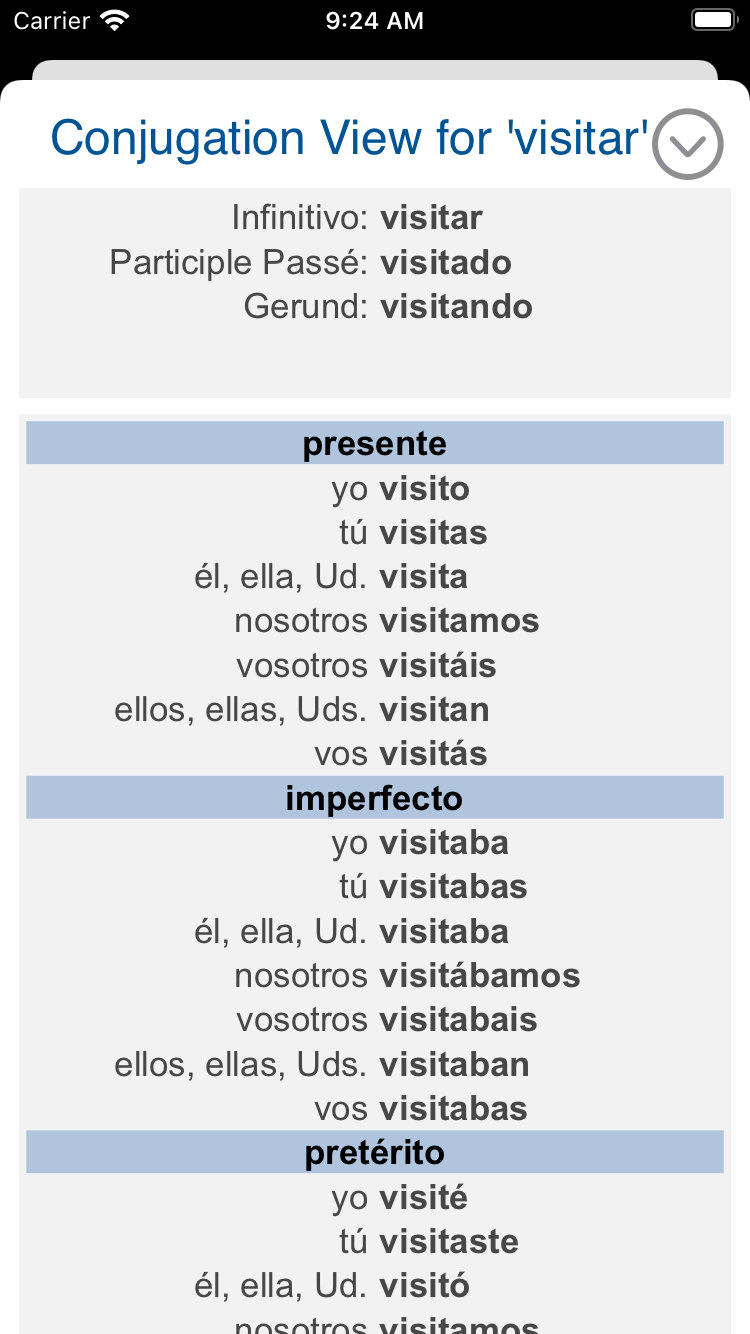 Carrier 9:24 AM
Conjugation View for 'visitar'
Infinitivo: visitar
Participle Passé: visitado
Gerund: visitando
presente
yo visito
tú visitas
él, ella, Ud. visita
nosotros visitamos
vosotros visitáis
ellos, ellas, Uds. visitan
vos visitás
imperfecto
yo visitaba
tú visitabas
él, ella, Ud. visitaba
nosotros visitábamos
vosotros visitabais
ellos, ellas, Uds. visitaban
vos visitabas
pretérito
yo visité
tú visitaste
él, ella, Ud. visitó
nosotros visitamos